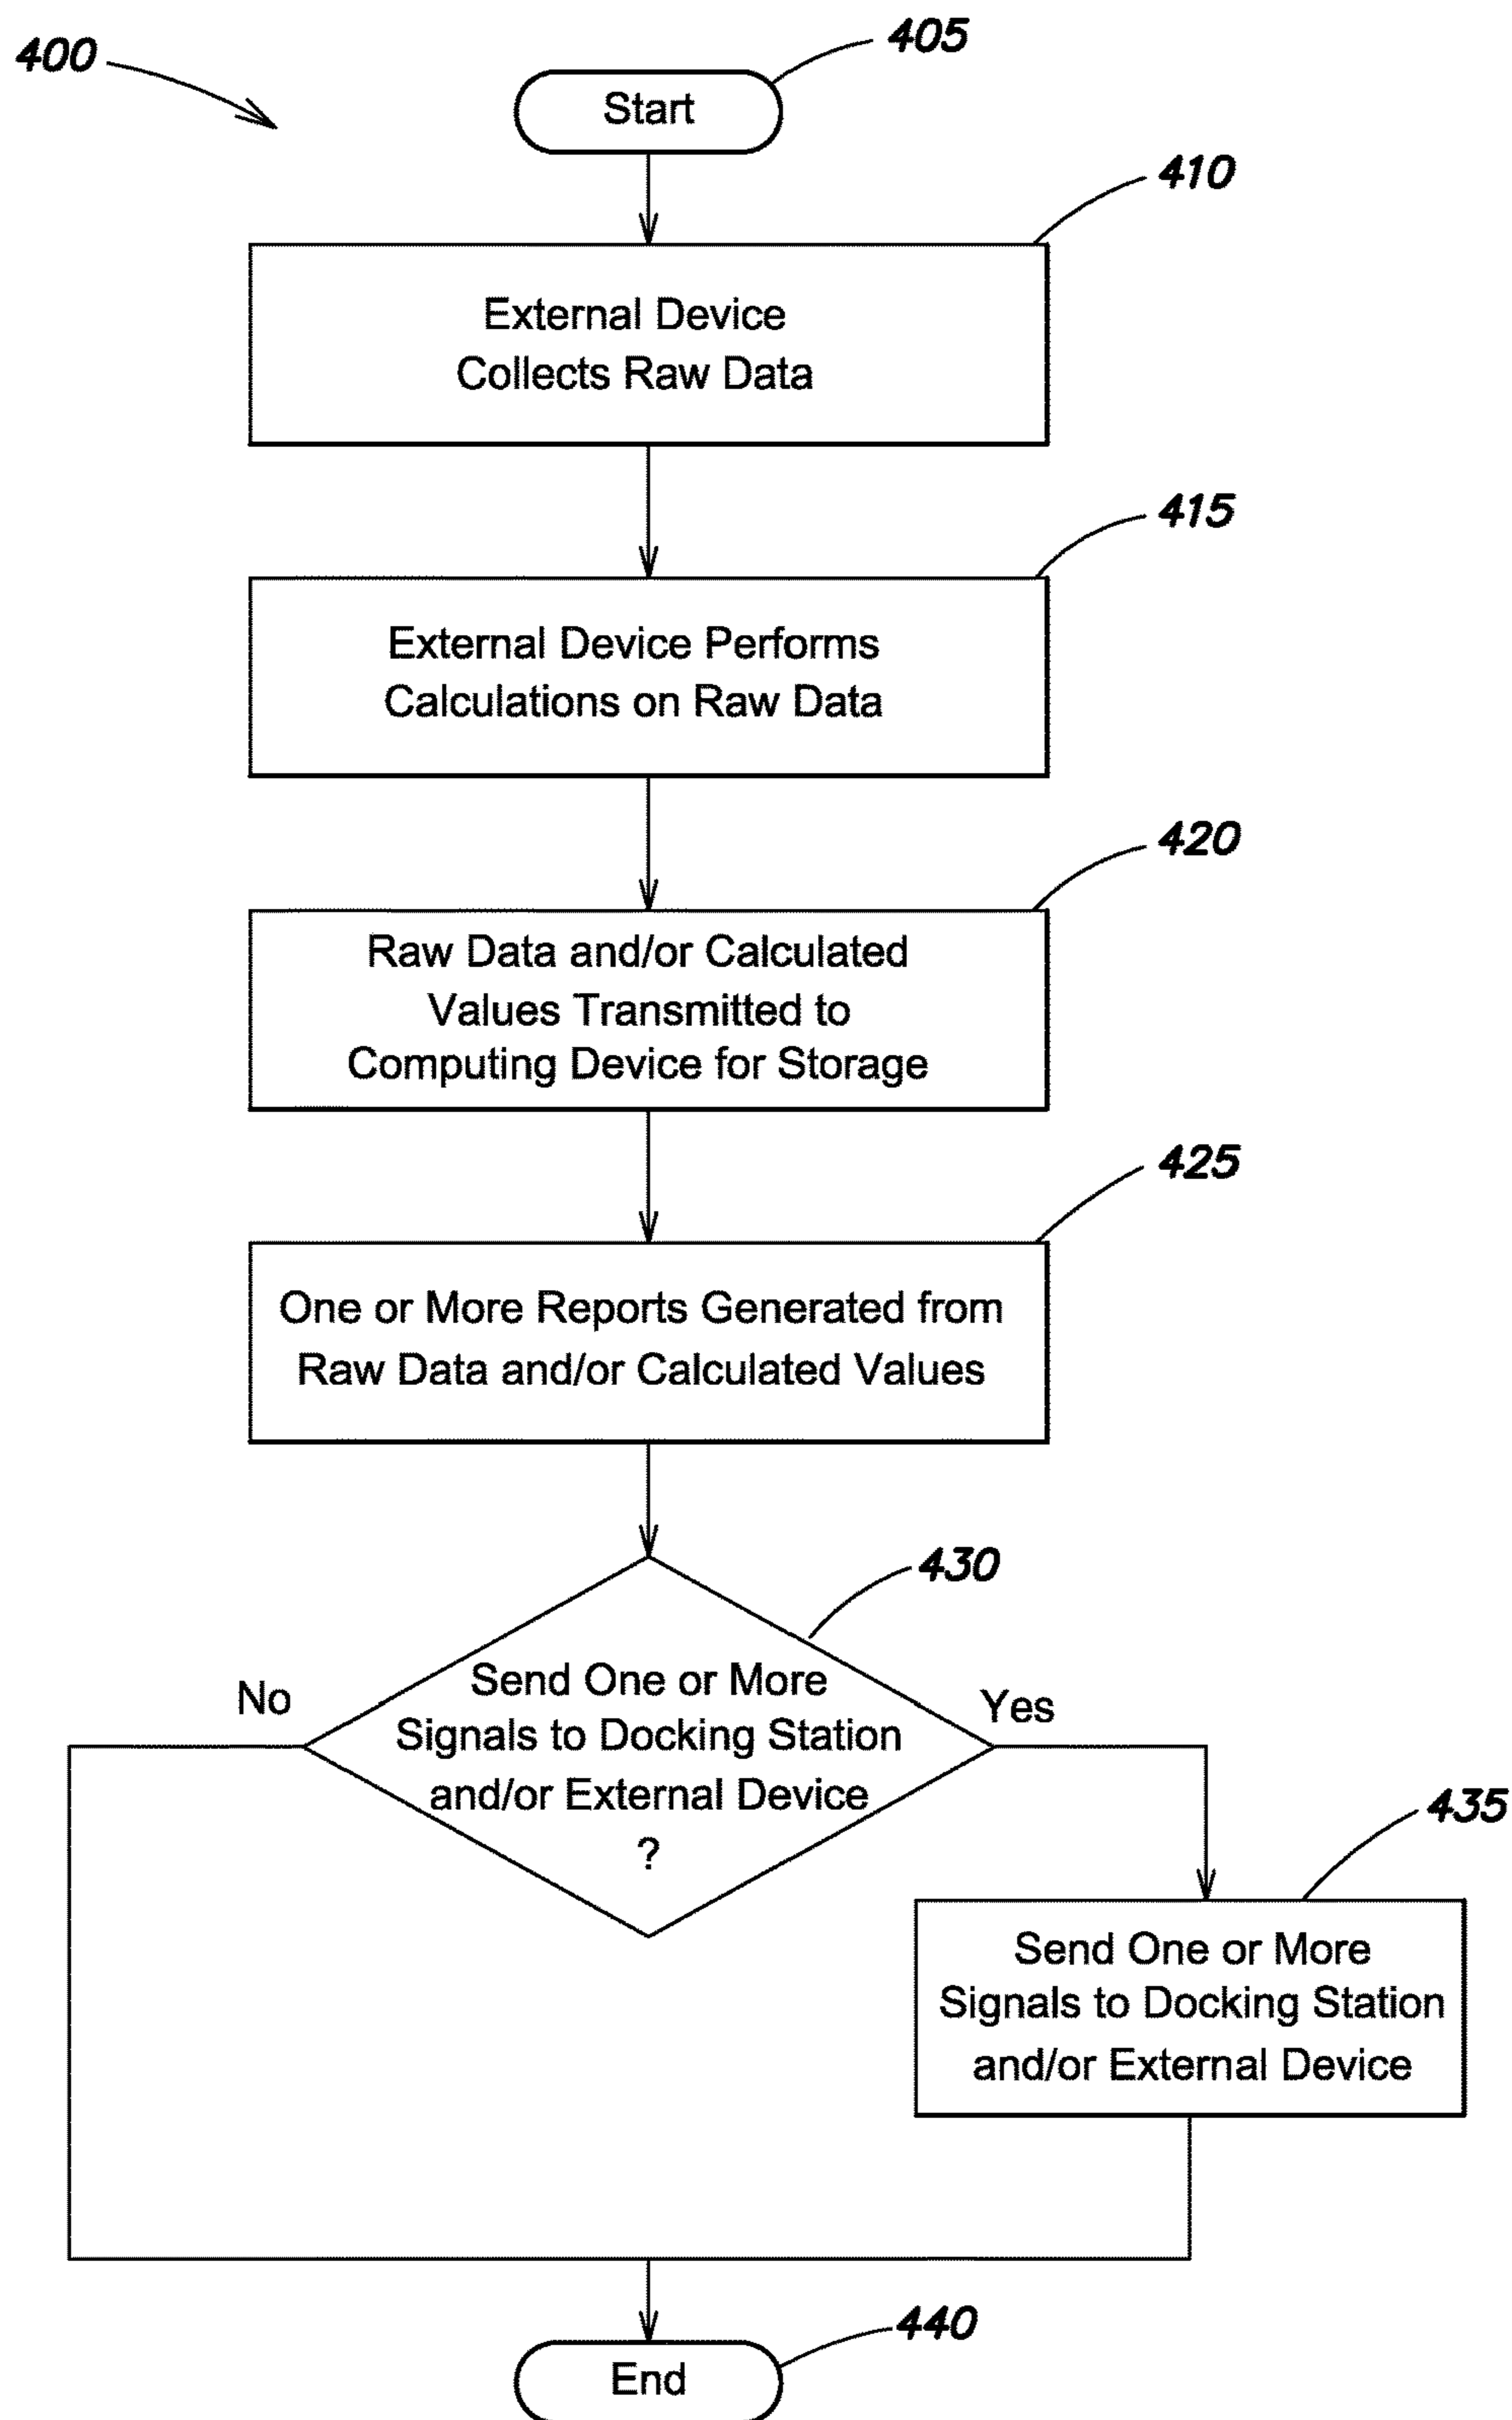 400
405
Start
410
External Device
Collects Raw Data
415
External Device Performs
Calculations on Raw Data
420
Raw Data and/or Calculated
Values Transmitted to
Computing Device for Storage
425
One or More Reports Generated from
Raw Data and/or Calculated Values
430
Send One or More
Signals to Docking Station
and/or External Device
?
No
Yes
435
Send One or More
Signals to Docking Station
and/or External Device
440
End